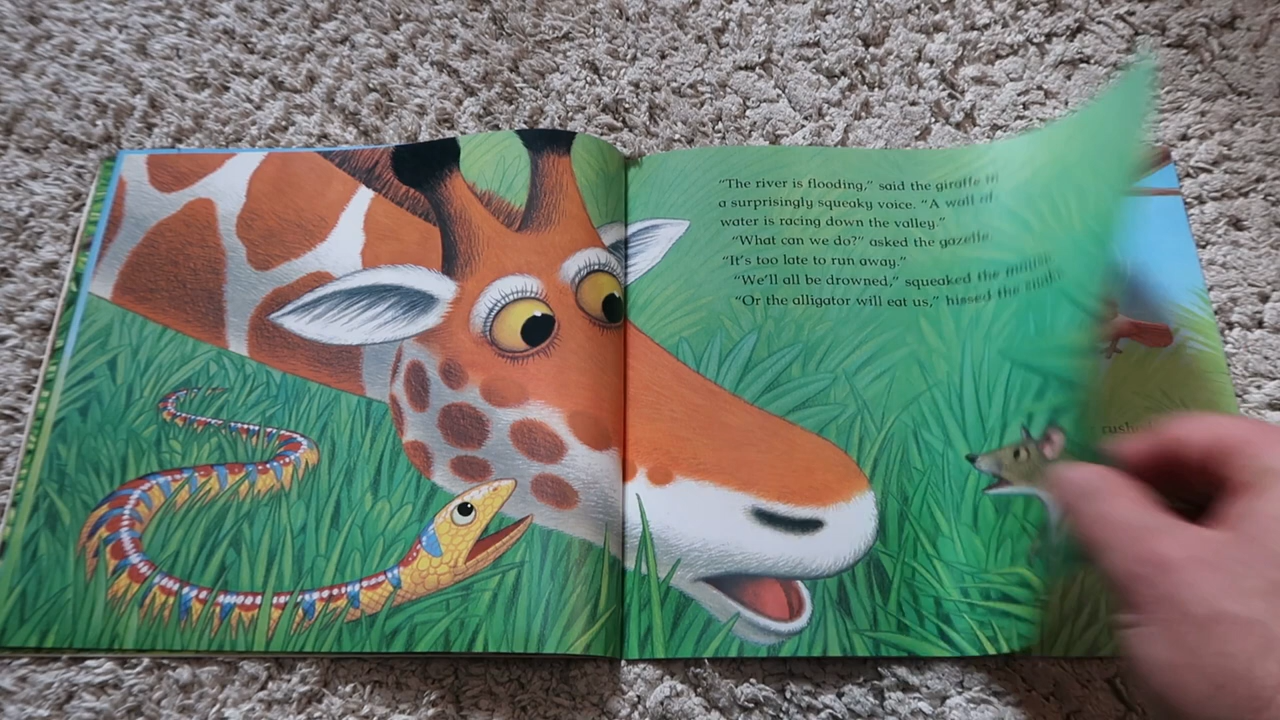 "The river is flooding," said the giraffe in
a surprisingly squeaky voice. "A wall of
water is racing down the valley."
"What can we do?" asked the gazelle.
"It's too late to run away."
"We'll all be drowned," squeaked the mouse.
"Or the alligator will eat us," hissed the snake.